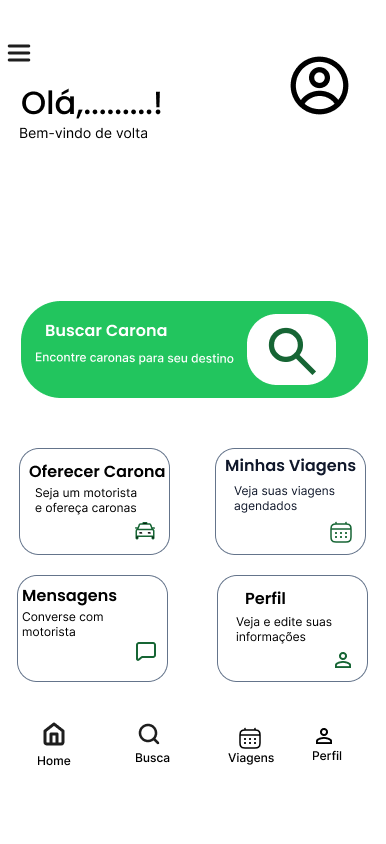 Olá,.........!
Bem-vindo de volta
Buscar Carona
Encontre caronas para seu destino
Oferecer Carona
Seja um motorista
e ofereça caronas
Minhas Viagens
Veja suas viagens
agendados
Mensagens
Converse com
motorista
Perfil
Veja e edite suas
informações
Home
Busca
Viagens
Perfil